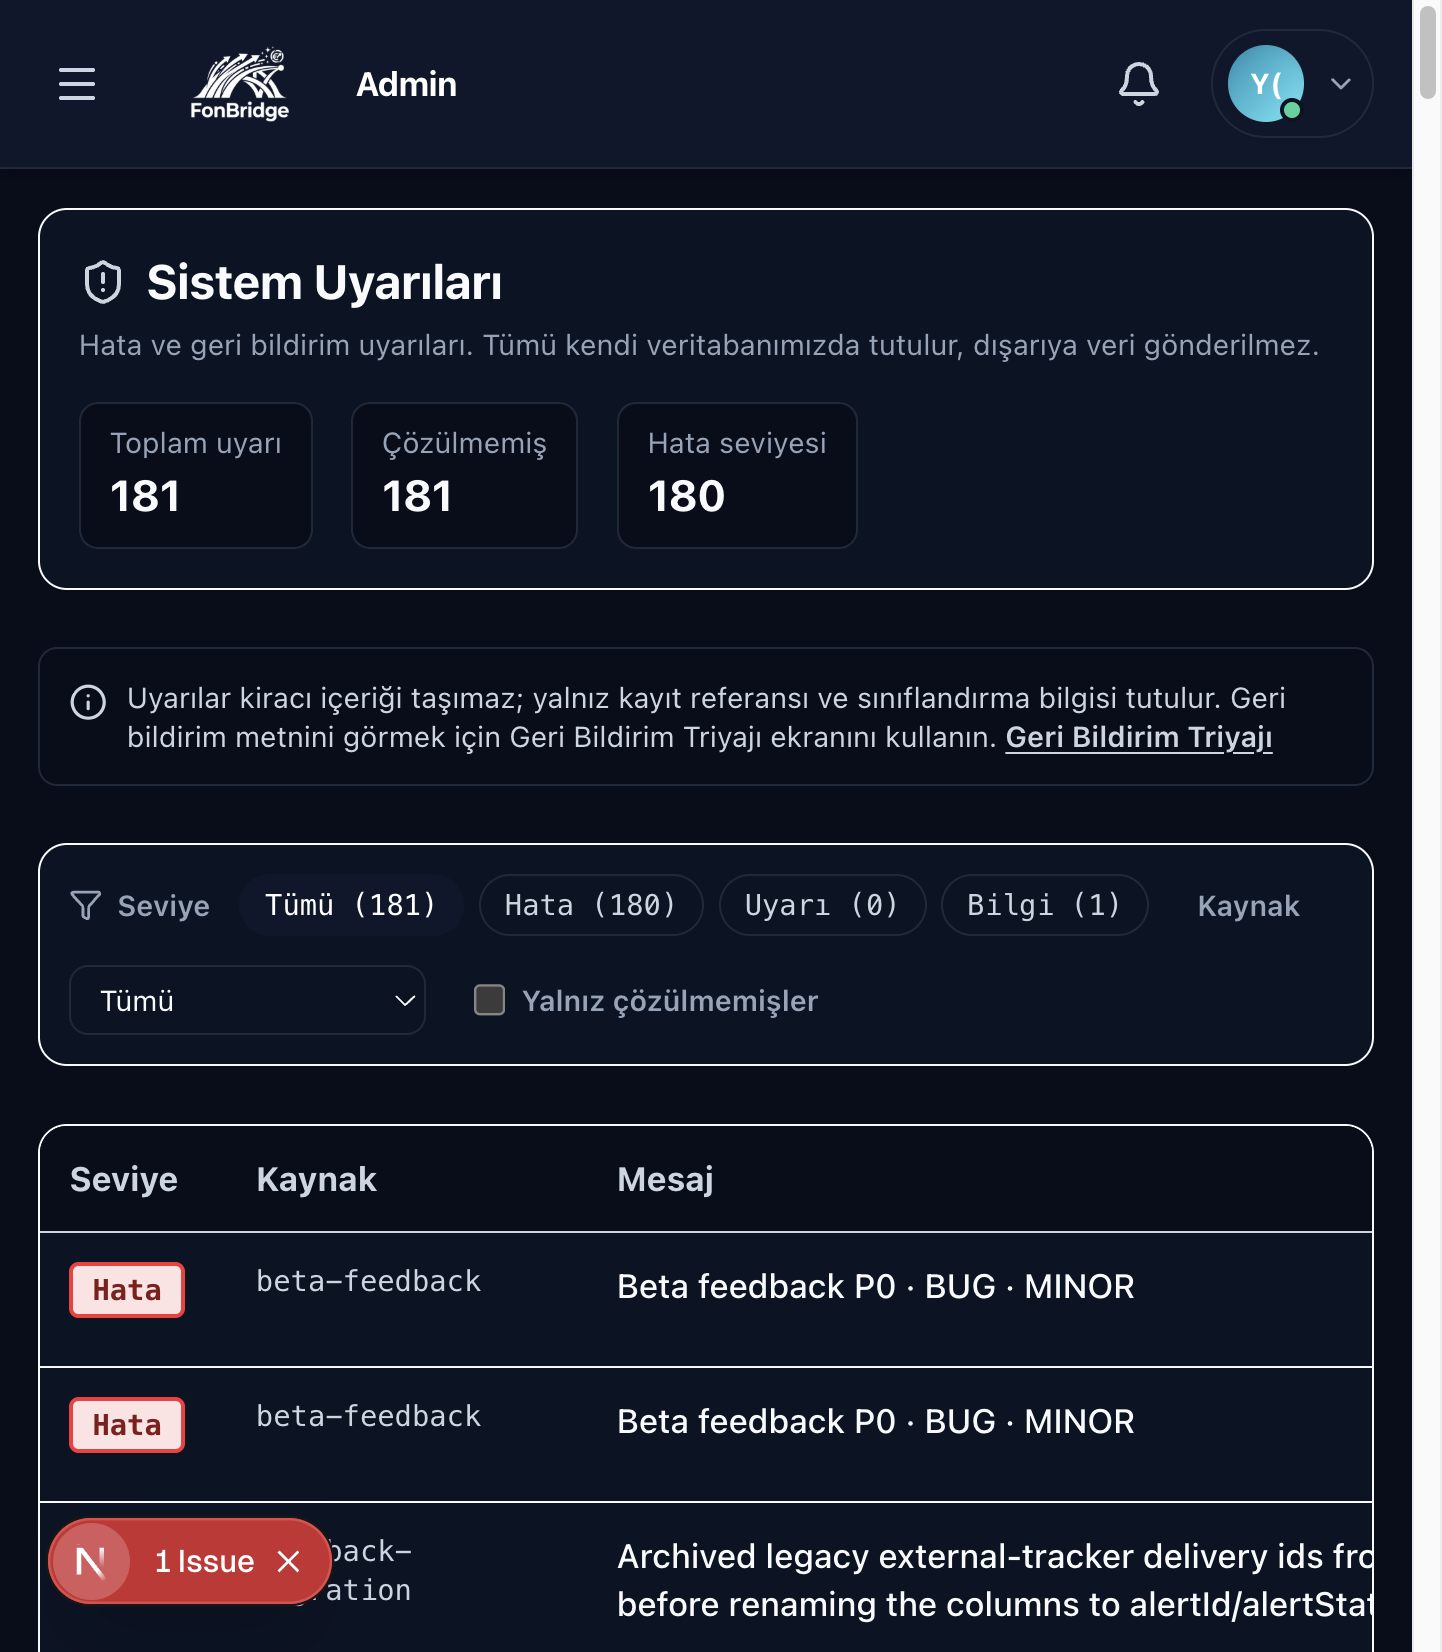 FonBridge
Admin
Y(
Sistem Uyarıları
Hata ve geri bildirim uyarıları. Tümü kendi veritabanımızda tutulur, dışarıya veri gönderilmez.
Toplam uyarı
181
Çözülmemiş
181
Hata seviyesi
180
Uyarılar kiracı içeriği taşımaz; yalnız kayıt referansı ve sınıflandırma bilgisi tutulur. Geri
bildirim metnini görmek için Geri Bildirim Triyajı ekranını kullanın. Geri Bildirim Triyajı
Seviye
Tümü (181)
Hata (180)
Uyarı (0)
Bilgi (1)
Kaynak
Tümü
Yalnız çözülmemişler
Seviye Kaynak Mesaj
Hata beta-feedback Beta feedback P0 · BUG · MINOR
Hata beta-feedback Beta feedback P0 · BUG · MINOR
Archived legacy external-tracker delivery ids
before renaming the columns to
N 1 Issue